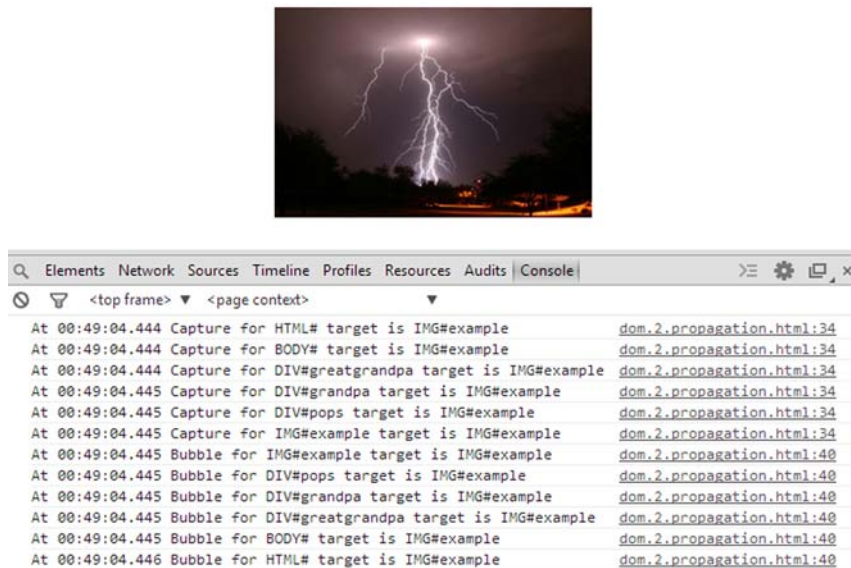 Elements Network Sources Timeline Profiles Resources Audits Console
<top frame> ▼ <page context> ▼
At 00:49:04.444 Capture for HTML# target is IMG#example dom.2.propagation.html:34
At 00:49:04.444 Capture for BODY# target is IMG#example dom.2.propagation.html:34
At 00:49:04.444 Capture for DIV#greatgrandpa target is IMG#example dom.2.propagation.html:34
At 00:49:04.445 Capture for DIV#grandpa target is IMG#example dom.2.propagation.html:34
At 00:49:04.445 Capture for DIV#pops target is IMG#example dom.2.propagation.html:34
At 00:49:04.445 Capture for IMG#example target is IMG#example dom.2.propagation.html:34
At 00:49:04.445 Bubble for IMG#example target is IMG#example dom.2.propagation.html:40
At 00:49:04.445 Bubble for DIV#pops target is IMG#example dom.2.propagation.html:40
At 00:49:04.445 Bubble for DIV#grandpa target is IMG#example dom.2.propagation.html:40
At 00:49:04.445 Bubble for DIV#greatgrandpa target is IMG#example dom.2.propagation.html:40
At 00:49:04.445 Bubble for BODY# target is IMG#example dom.2.propagation.html:40
At 00:49:04.446 Bubble for HTML# target is IMG#example dom.2.propagation.html:40